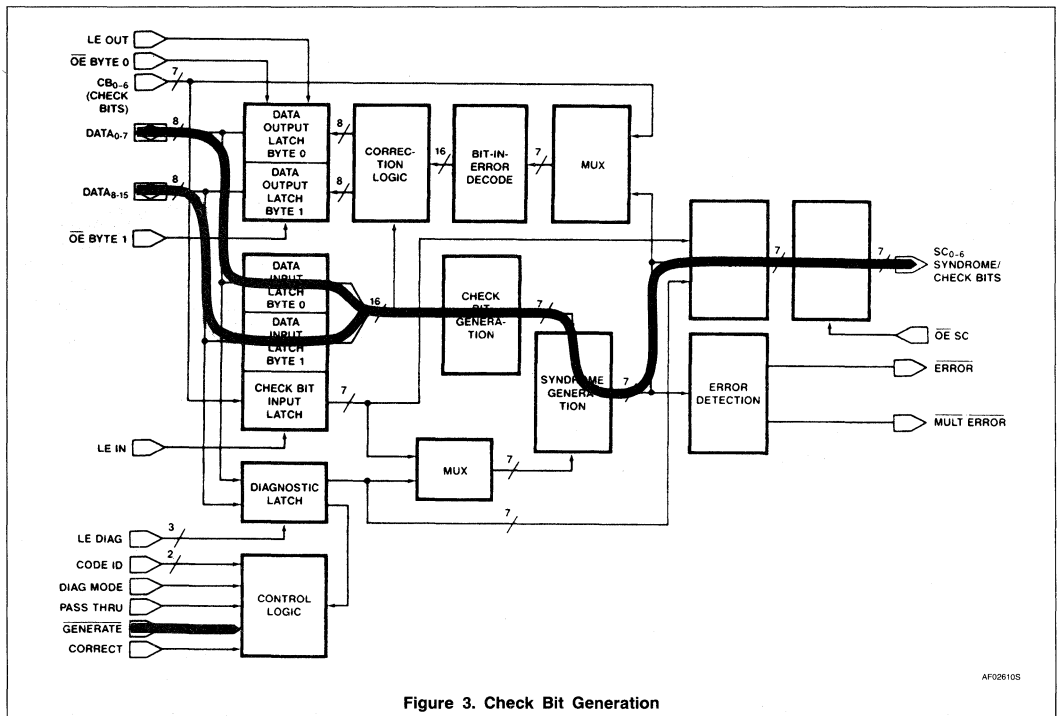 LE OUT
OE BYTE 0
CB0-6
(CHECK
BITS)
7
DATA0-7
8
DATA8-15
8
OE BYTE 1
DATA
OUTPUT
LATCH
BYTE 0
DATA
OUTPUT
LATCH
BYTE 1
8
8
CORREC-
TION
LOGIC
16
BIT-IN-
ERROR
DECODE
7
MUX
DATA
INPUT
LATCH
BYTE 0
DATA
INPUT
LATCH
BYTE 1
CHECK BIT
INPUT
LATCH
16
CHECK
BIT
GENERA-
TION
7
SYNDROME
GENERA
TION
7
7
7
SC0-6
SYNDROME/
CHECK BITS
OE SC
ERROR
DETECTION
ERROR
MULT ERROR
7
LE IN
MUX
7
DIAGNOSTIC
LATCH
7
LE DIAG
3
CODE ID
2
DIAG MODE
PASS THRU
GENERATE
CORRECT
CONTROL
LOGIC
AF02610S
Figure 3. Check Bit Generation